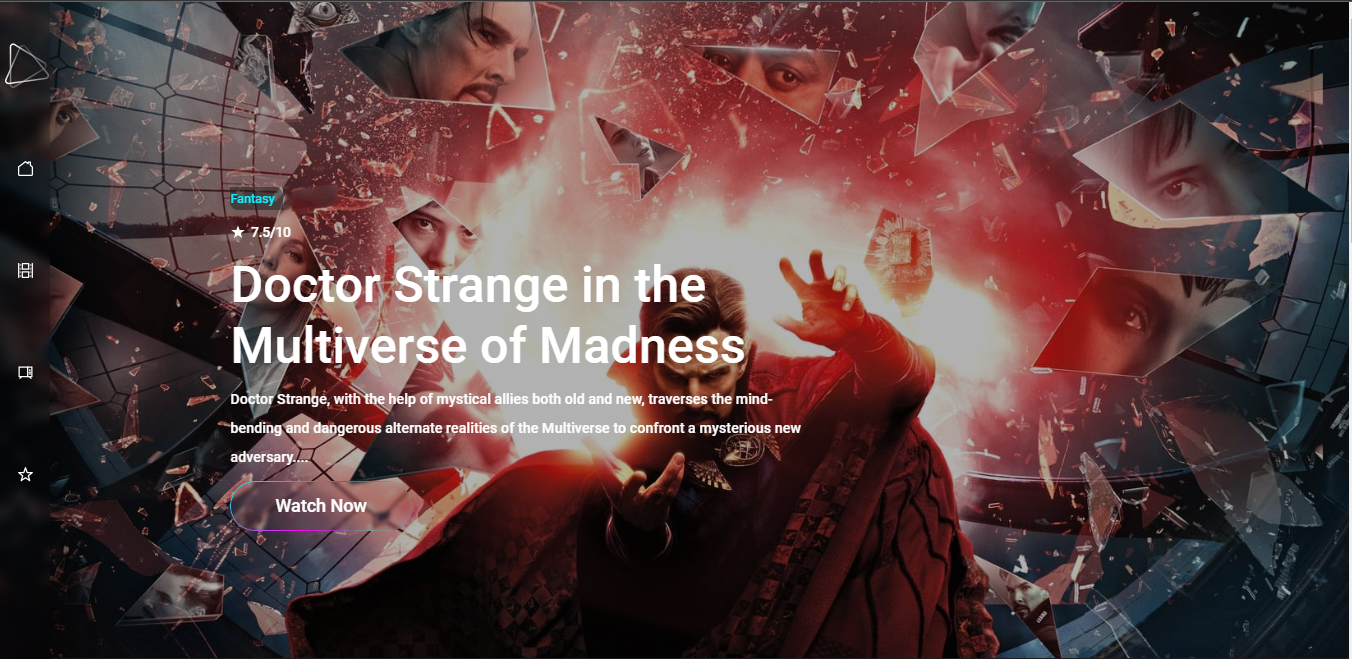 Fantasy
★ 7.5/10
Doctor Strange in the
Multiverse of Madness
Doctor Strange, with the help of mystical allies both old and new, traverses the mind-
bending and dangerous alternate realities of the Multiverse to confront a mysterious new
adversary....
Watch Now